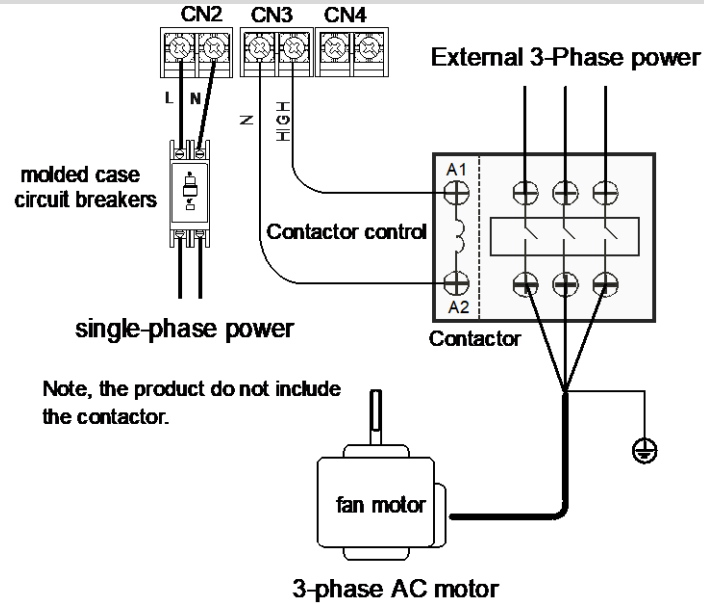 CN2 CN3 CN4
External 3-Phase power
L N
N
HIGH
molded case
circuit breakers
A1
Contactor control
A2
single-phase power
Contactor
Note, the product do not include
the contactor.
fan motor
3-phase AC motor